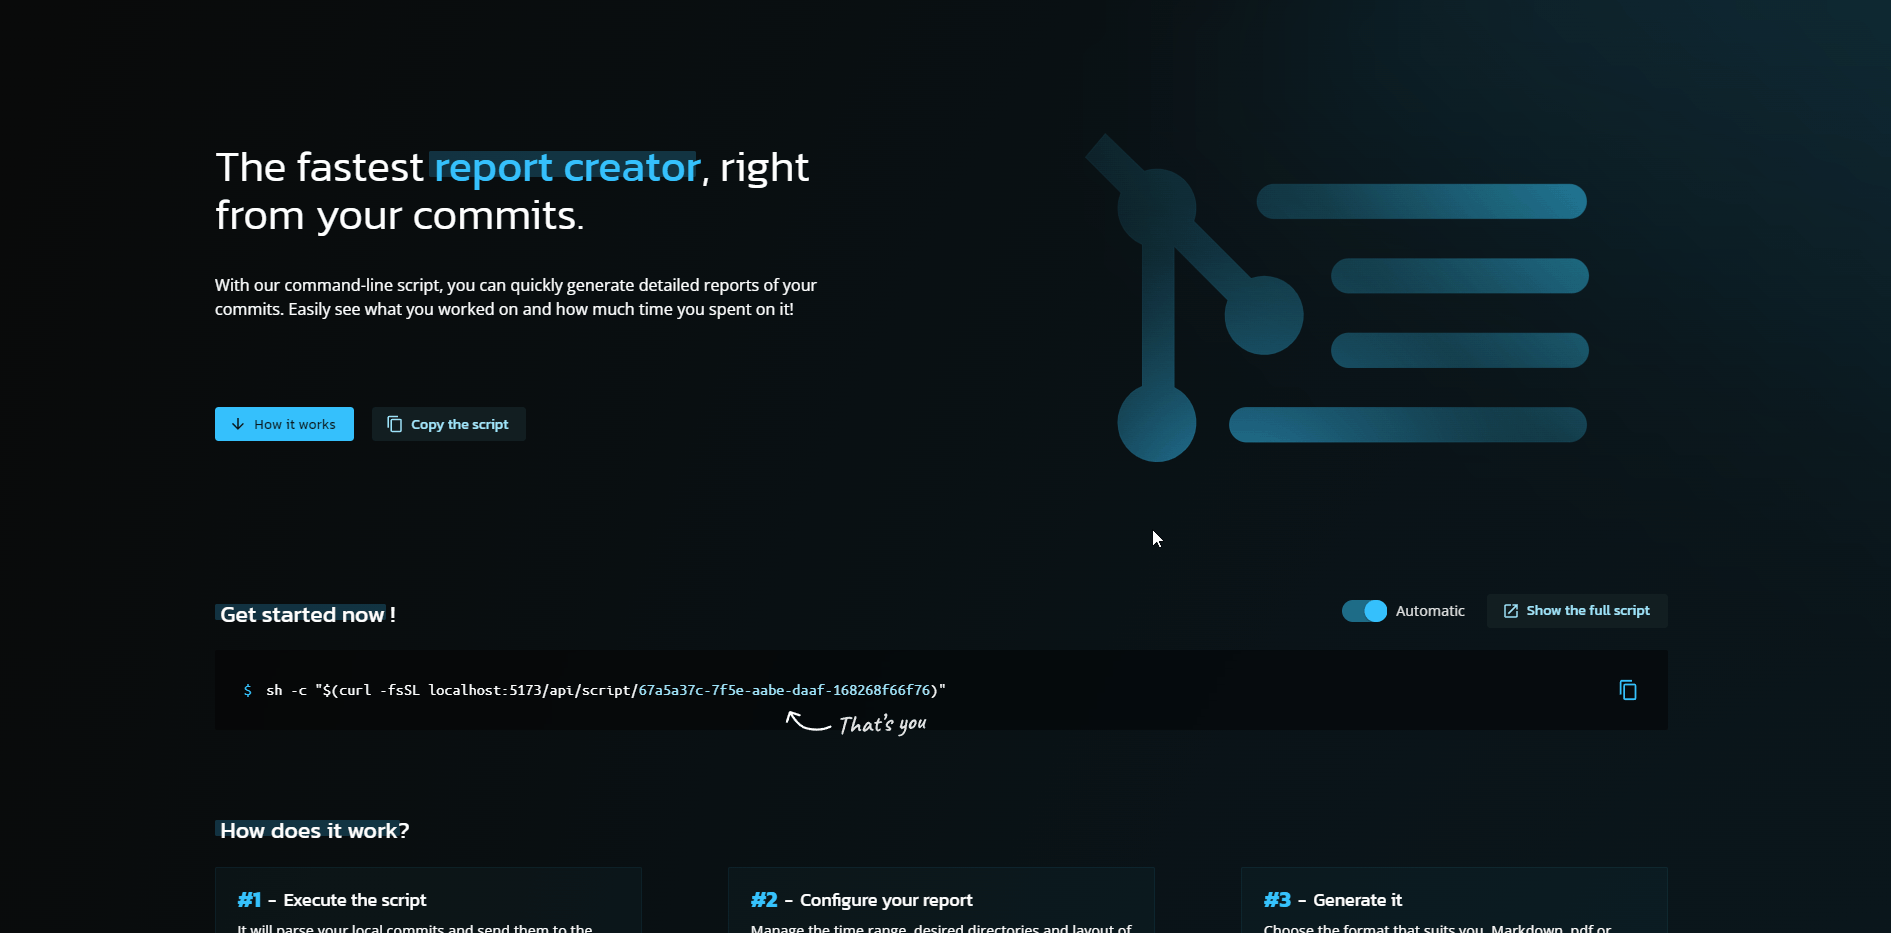 The fastest report creator, right
from your commits.
With our command-line script, you can quickly generate detailed reports of your
commits. Easily see what you worked on and how much time you spent on it!
How it works
Copy the script
Get started now !
Automatic
Show the full script
$ sh -c "$(curl -fsSL localhost:5173/api/script/67a5a37c-7f5e-aabe-daaf-168268f66f76)"
That's you
How does it work?
#1 - Execute the script
#2 - Configure your report
#3 - Generate it
It will parse your local commits and send them to the
Manage the time range, desired directories and layout of
Choose the format that suits you, Markdown, pdf or